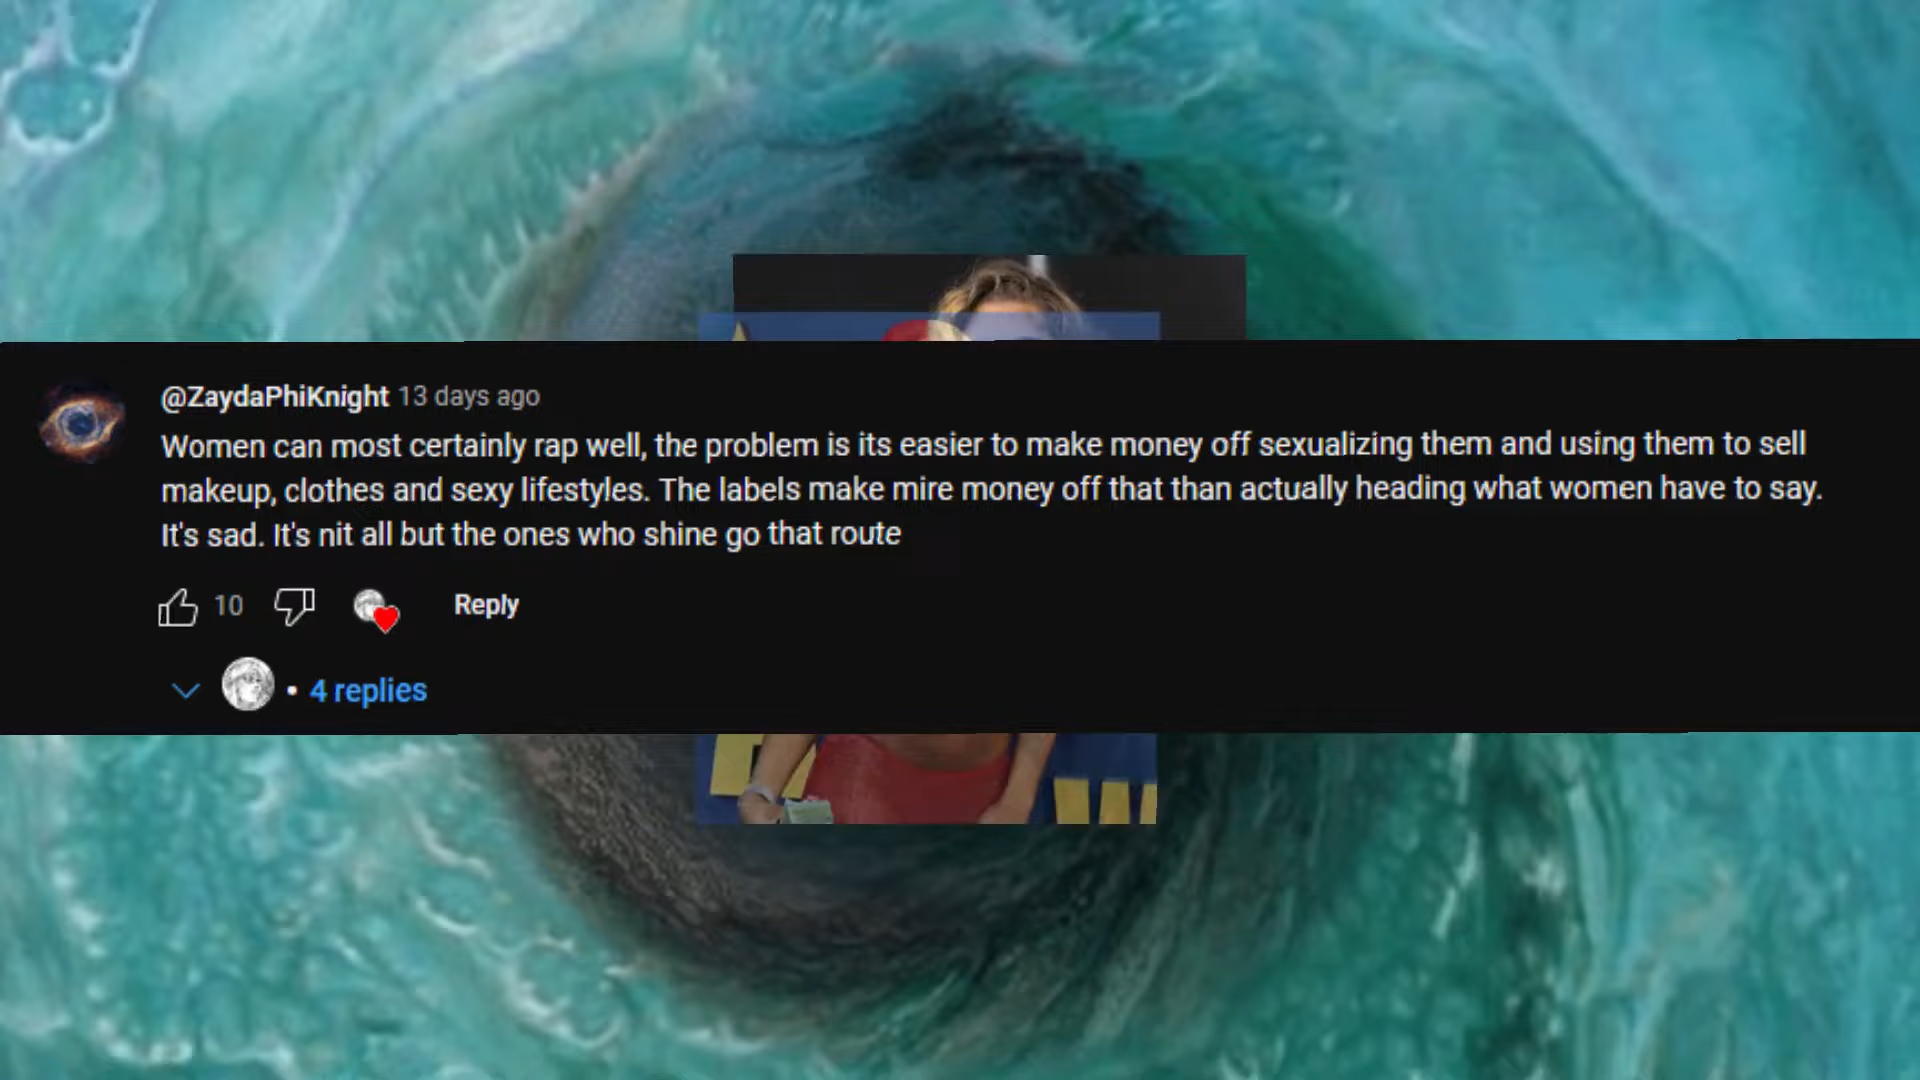 @ZaydaPhiKnight 13 days ago
Women can most certainly rap well, the problem is its easier to make money off sexualizing them and using them to sell
makeup, clothes and sexy lifestyles. The labels make mire money off that than actually heading what women have to say.
It's sad. It's nit all but the ones who shine go that route
10 Reply
• 4 replies